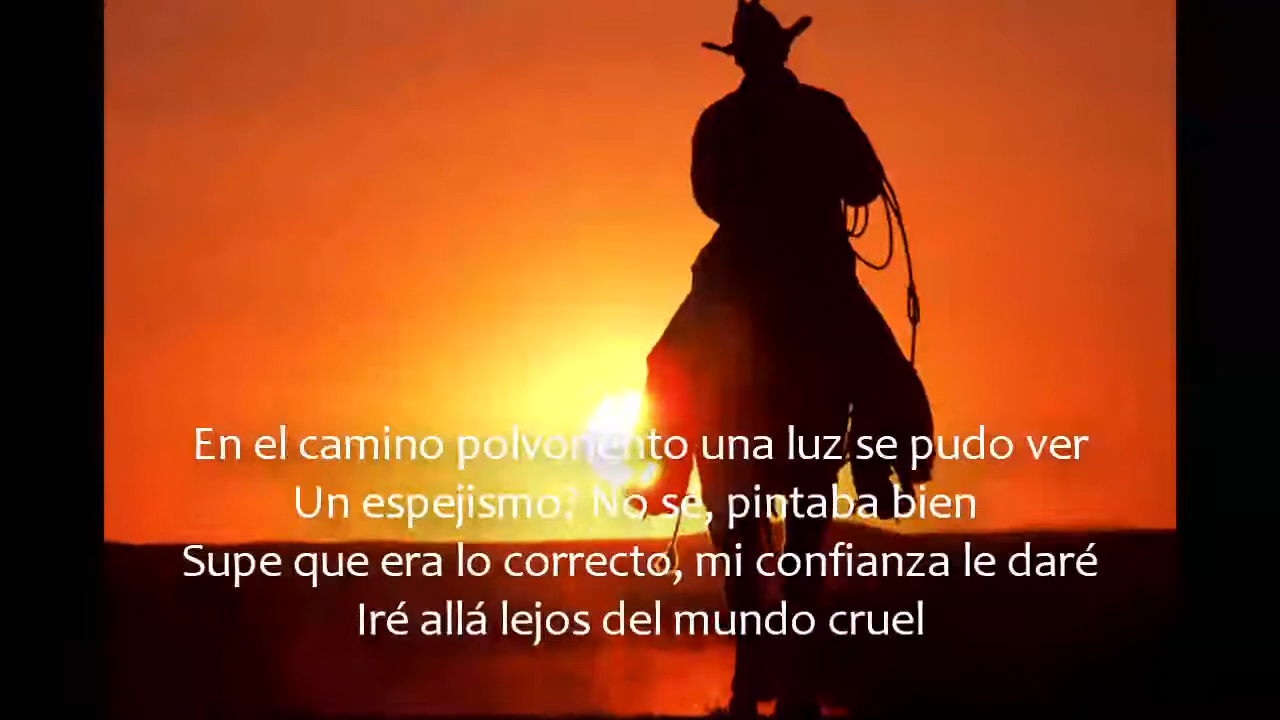 En el camino polvoriento una luz se pudo ver
Un espejismo? No sé, pintaba bien
Supe que era lo correcto, mi confianza le daré
Iré allá lejos del mundo cruel